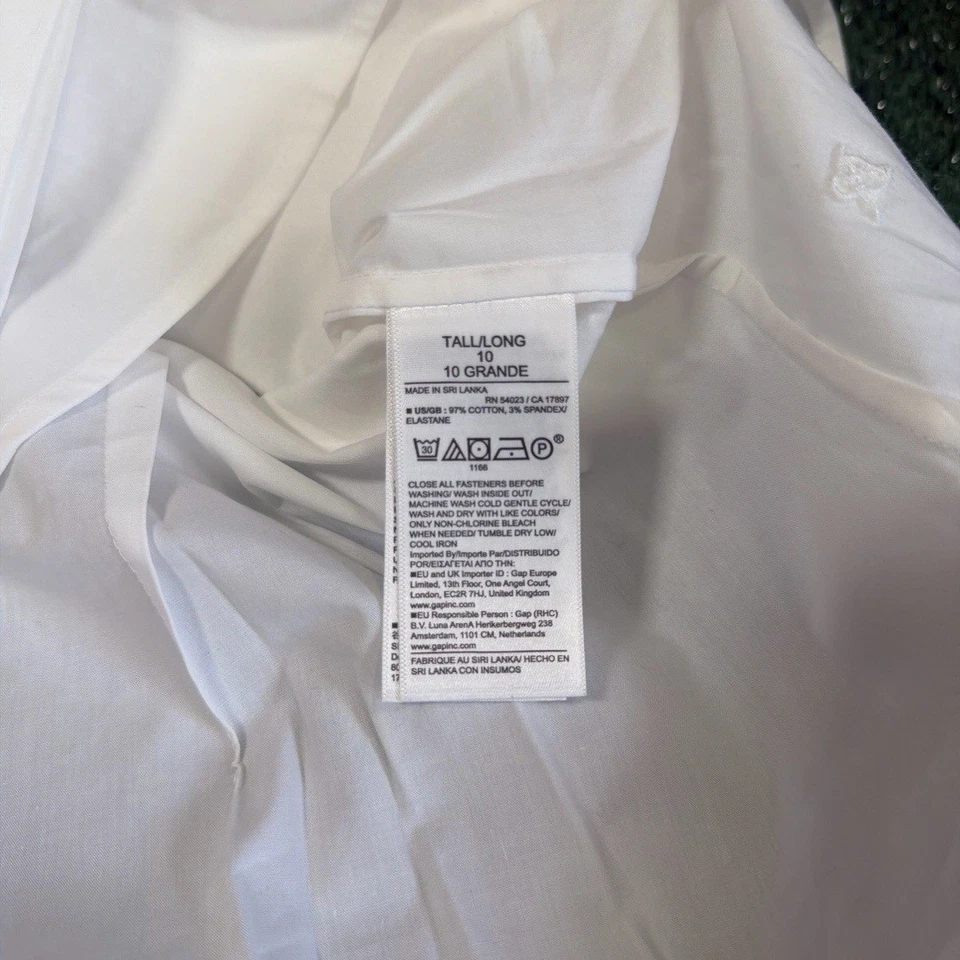 TALL/LONG
10
10 GRANDE
MADE IN SRI LANKA
RN 54023 / CA 17897
■ US/GB : 97% COTTON, 3% SPANDEX/
ELASTANE
30
P
®
1166
CLOSE ALL FASTENERS BEFORE
WASHING/ WASH INSIDE OUT/
MACHINE WASH COLD GENTLE CYCLE/
WASH AND DRY WITH LIKE COLORS/
ONLY NON-CHLORINE BLEACH
WHEN NEEDED/ TUMBLE DRY LOW/
COOL IRON
Imported By/Importe Par/DISTRIBUIDO
POR/ΕΙΣΑΓΕΤΑΙ ΑΠΟ ΤΗΝ:
■EU and UK Importer ID : Gap Europe
Limited, 13th Floor, One Angel Court,
London, EC2R 7HJ, United Kingdom
www.gapinc.com
■EU Responsible Person : Gap (RHC)
B.V. Luna ArenA Herikerbergweg 238
Amsterdam, 1101 CM, Netherlands
www.gapinc.com
FABRIQUE AU SIRI LANKA/ HECHO EN
SRI LANKA CON INSUMOS